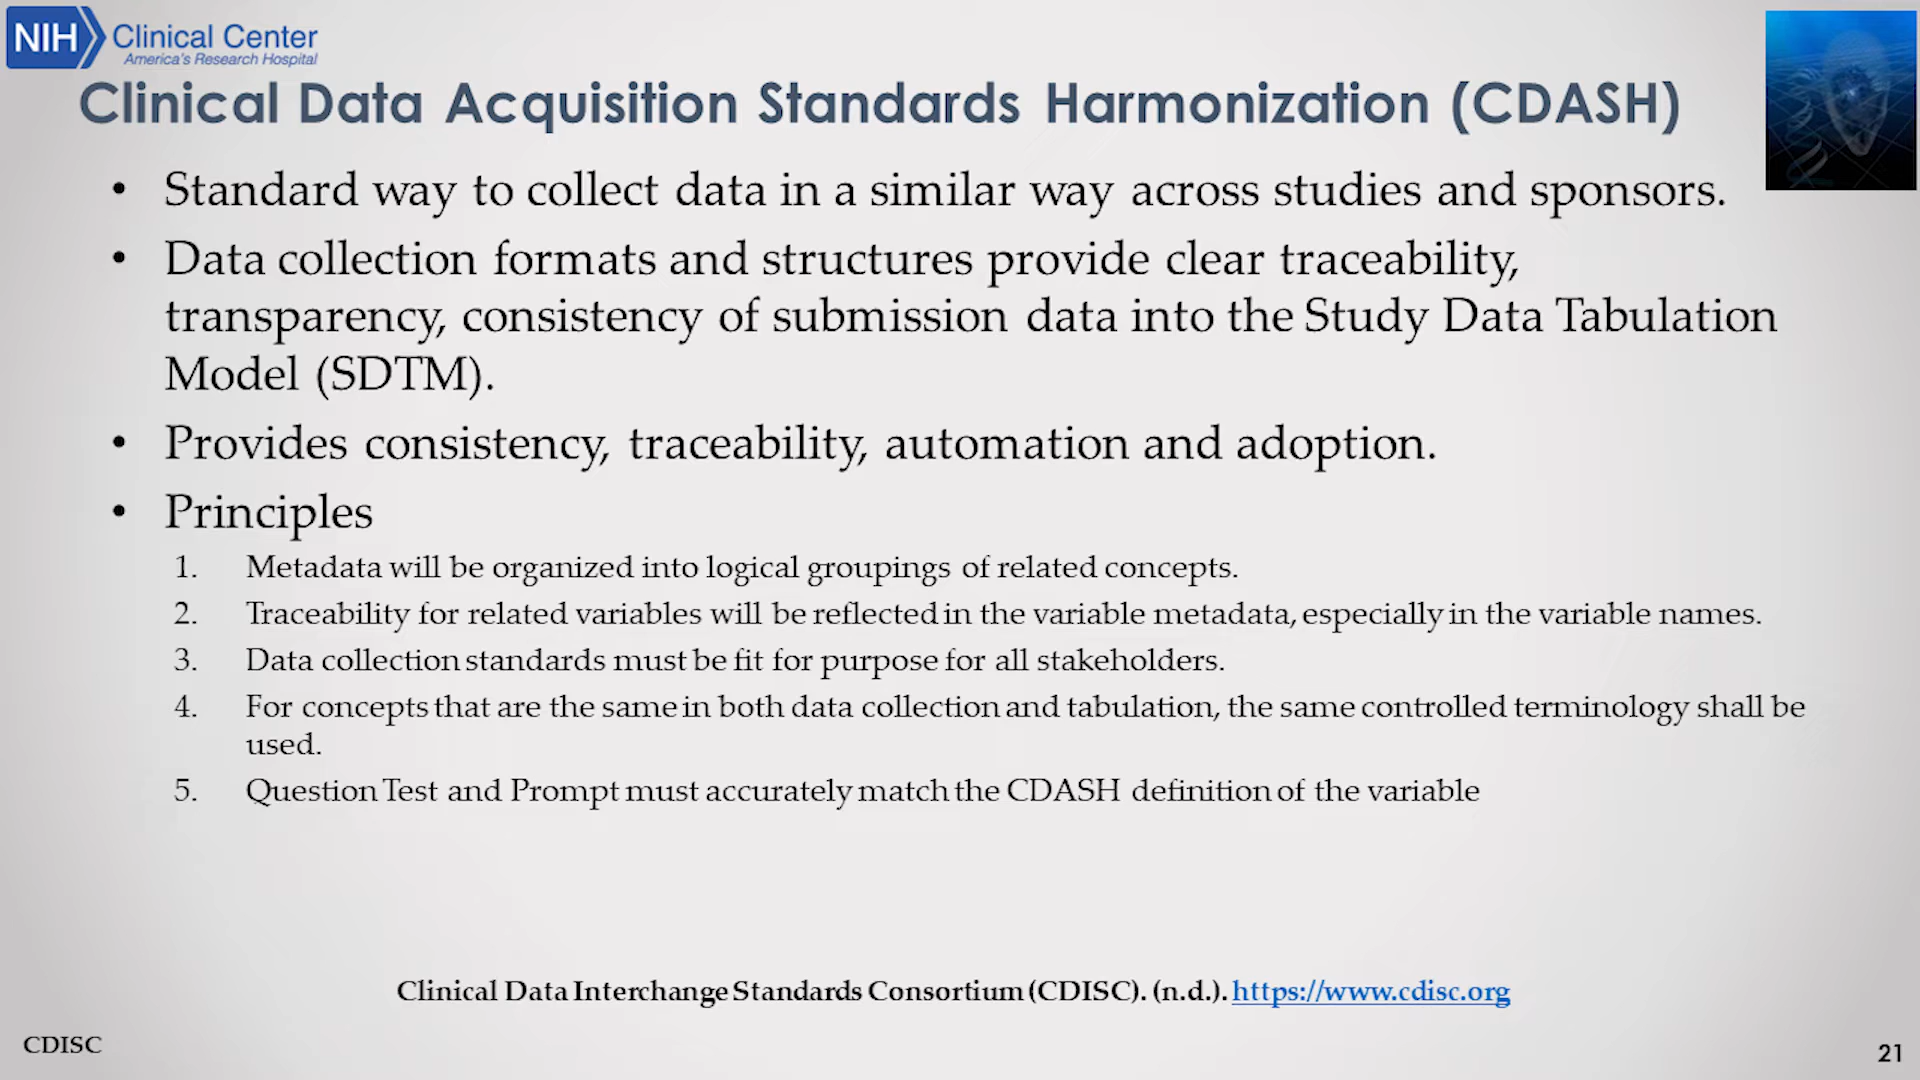 NIH Clinical Center
America's Research Hospital
Clinical Data Acquisition Standards Harmonization (CDASH)
• Standard way to collect data in a similar way across studies and sponsors.
• Data collection formats and structures provide clear traceability,
transparency, consistency of submission data into the Study Data Tabulation
Model (SDTM).
• Provides consistency, traceability, automation and adoption.
• Principles
1. Metadata will be organized into logical groupings of related concepts.
2. Traceability for related variables will be reflected in the variable metadata, especially in the variable names.
3. Data collection standards must be fit for purpose for all stakeholders.
4. For concepts that are the same in both data collection and tabulation, the same controlled terminology shall be
used.
5. Question Test and Prompt must accurately match the CDASH definition of the variable
Clinical Data Interchange Standards Consortium (CDISC). (n.d.). https://www.cdisc.org
CDISC
21